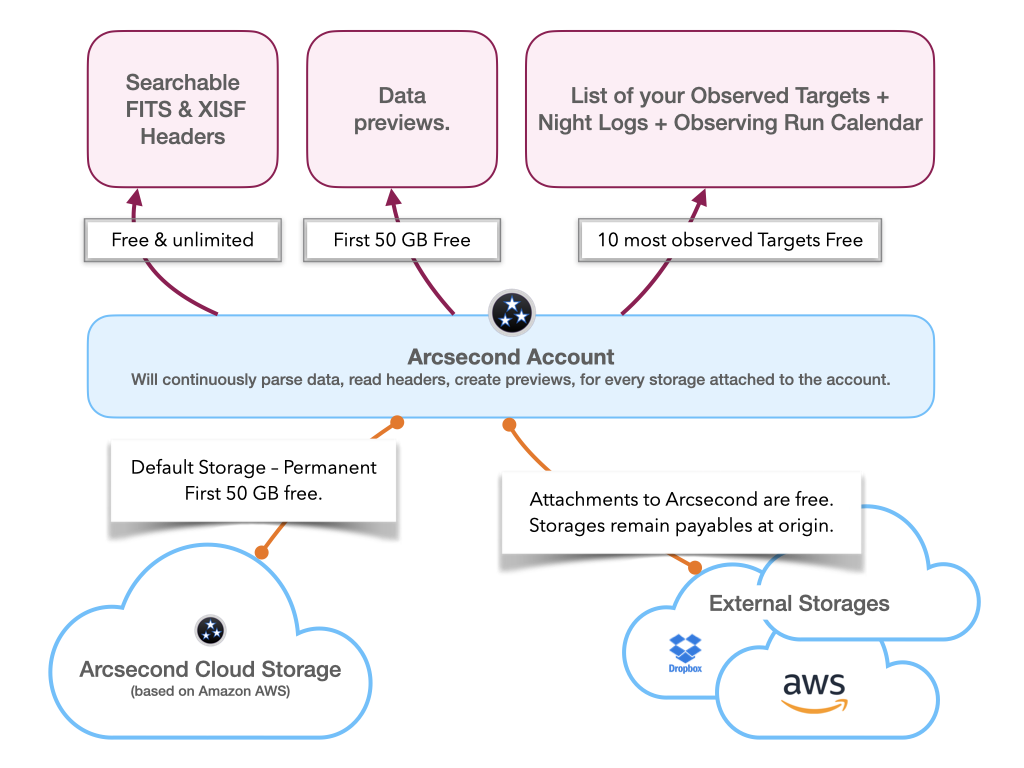 Searchable
FITS & XISF
Headers
Data
previews.
List of your Observed Targets +
Night Logs + Observing Run Calendar
Free & unlimited
First 50 GB Free
10 most observed Targets Free
Arcsecond Account
Will continuously parse data, read headers, create previews, for every storage attached to the account.
Default Storage – Permanent
First 50 GB free.
Attachments to Arcsecond are free.
Storages remain payables at origin.
Arcsecond Cloud Storage
(based on Amazon AWS)
External Storages
Dropbox
aws